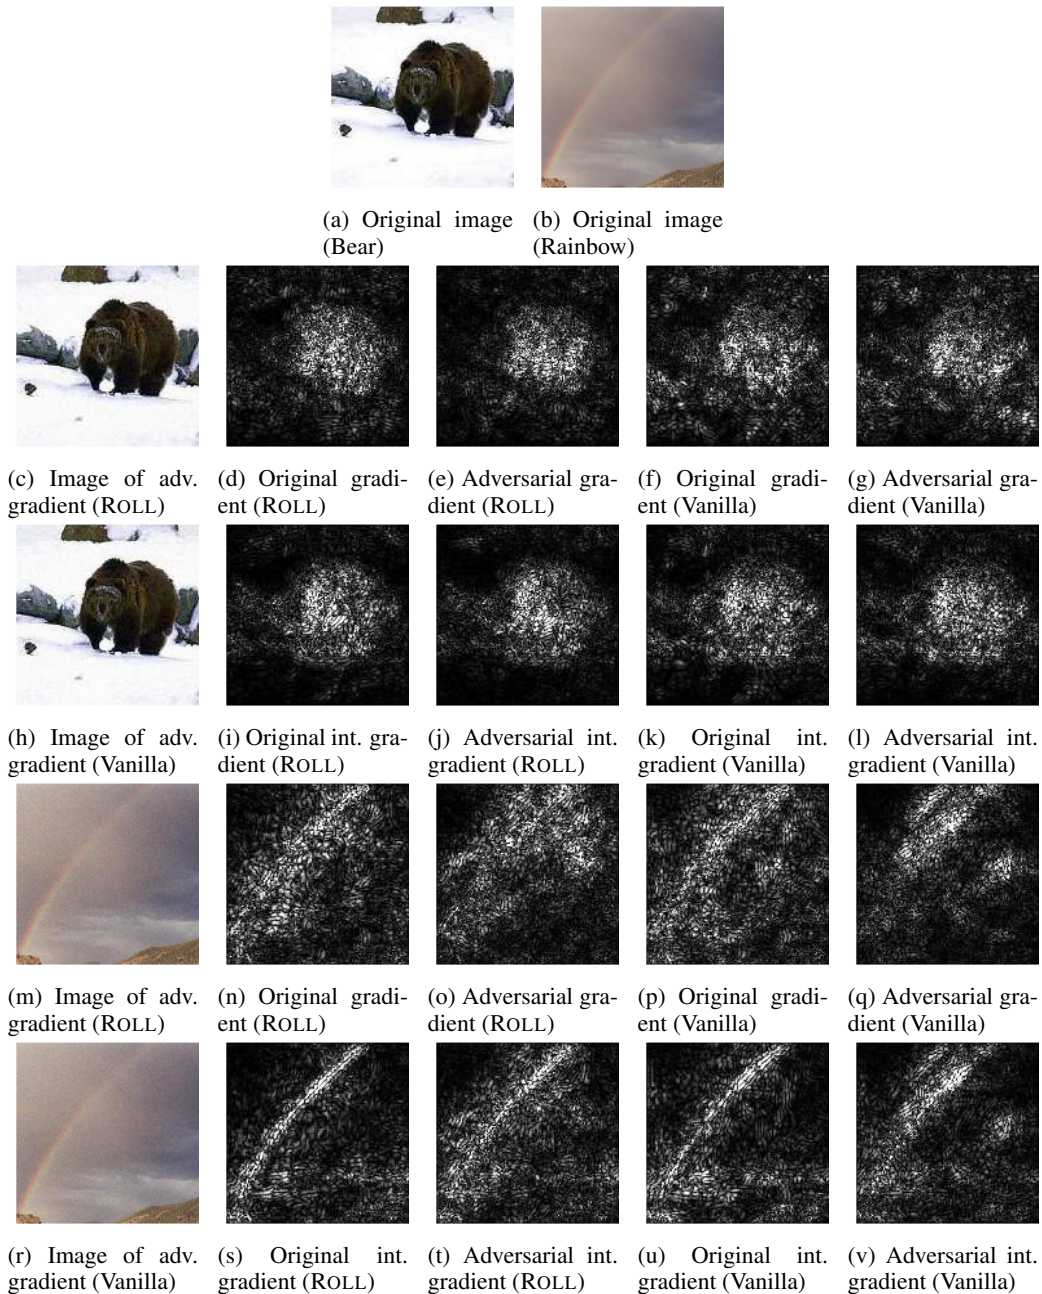 (a) Original image (Bear)
(b) Original image (Rainbow)
(c) Image of adv. gradient (ROLL)
(d) Original gradi-
ent (ROLL)
(e) Adversarial gra-
dient (ROLL)
(f) Original gradi-
ent (Vanilla)
(g) Adversarial gra-
dient (Vanilla)
(h) Image of adv.
gradient (Vanilla)
(i) Original int. gra-
dient (ROLL)
(j) Adversarial int.
gradient (ROLL)
(k) Original int.
gradient (Vanilla)
(l) Adversarial int.
gradient (Vanilla)
(m) Image of adv.
gradient (ROLL)
(n) Original gradi-
ent (ROLL)
(o) Adversarial gra-
dient (ROLL)
(p) Original gradi-
ent (Vanilla)
(q) Adversarial gra-
dient (Vanilla)
(r) Image of adv.
gradient (Vanilla)
(s) Original int.
gradient (ROLL)
(t) Adversarial int.
gradient (ROLL)
(u) Original int.
gradient (Vanilla)
(v) Adversarial int.
gradient (Vanilla)